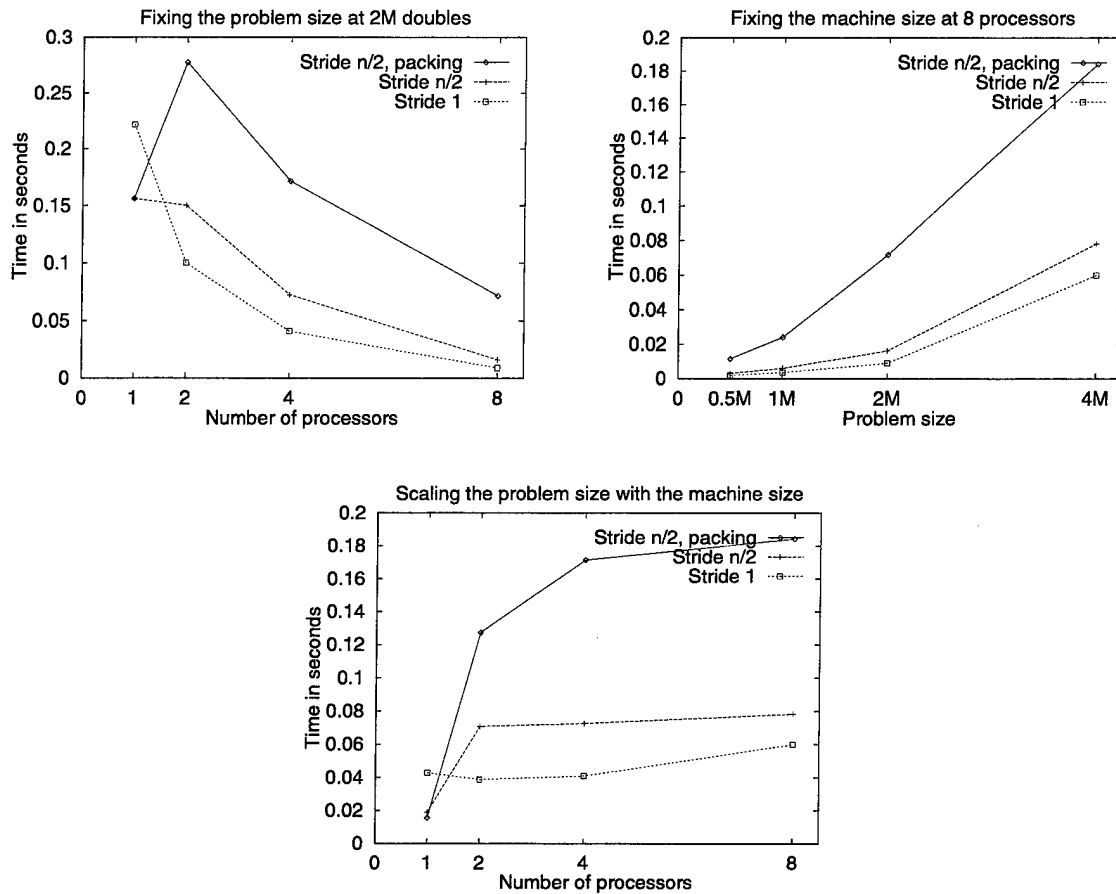 Fixing the problem size at 2M doubles
0.3
0.25
0.2
0.15
0.1
0.05
0
Time in seconds
Stride n/2, packing
Stride n/2
Stride 1
0 1 2 4 8
Number of processors
Fixing the machine size at 8 processors
0.2
0.18
0.16
0.14
0.12
0.1
0.08
0.06
0.04
0.02
0
Time in seconds
Stride n/2, packing
Stride n/2
Stride 1
0 0.5M 1M 2M 4M
Problem size
Scaling the problem size with the machine size
0.2
0.18
0.16
0.14
0.12
0.1
0.08
0.06
0.04
0.02
0
Time in seconds
Stride n/2, packing
Stride n/2
Stride 1
0 1 2 4 8
Number of processors